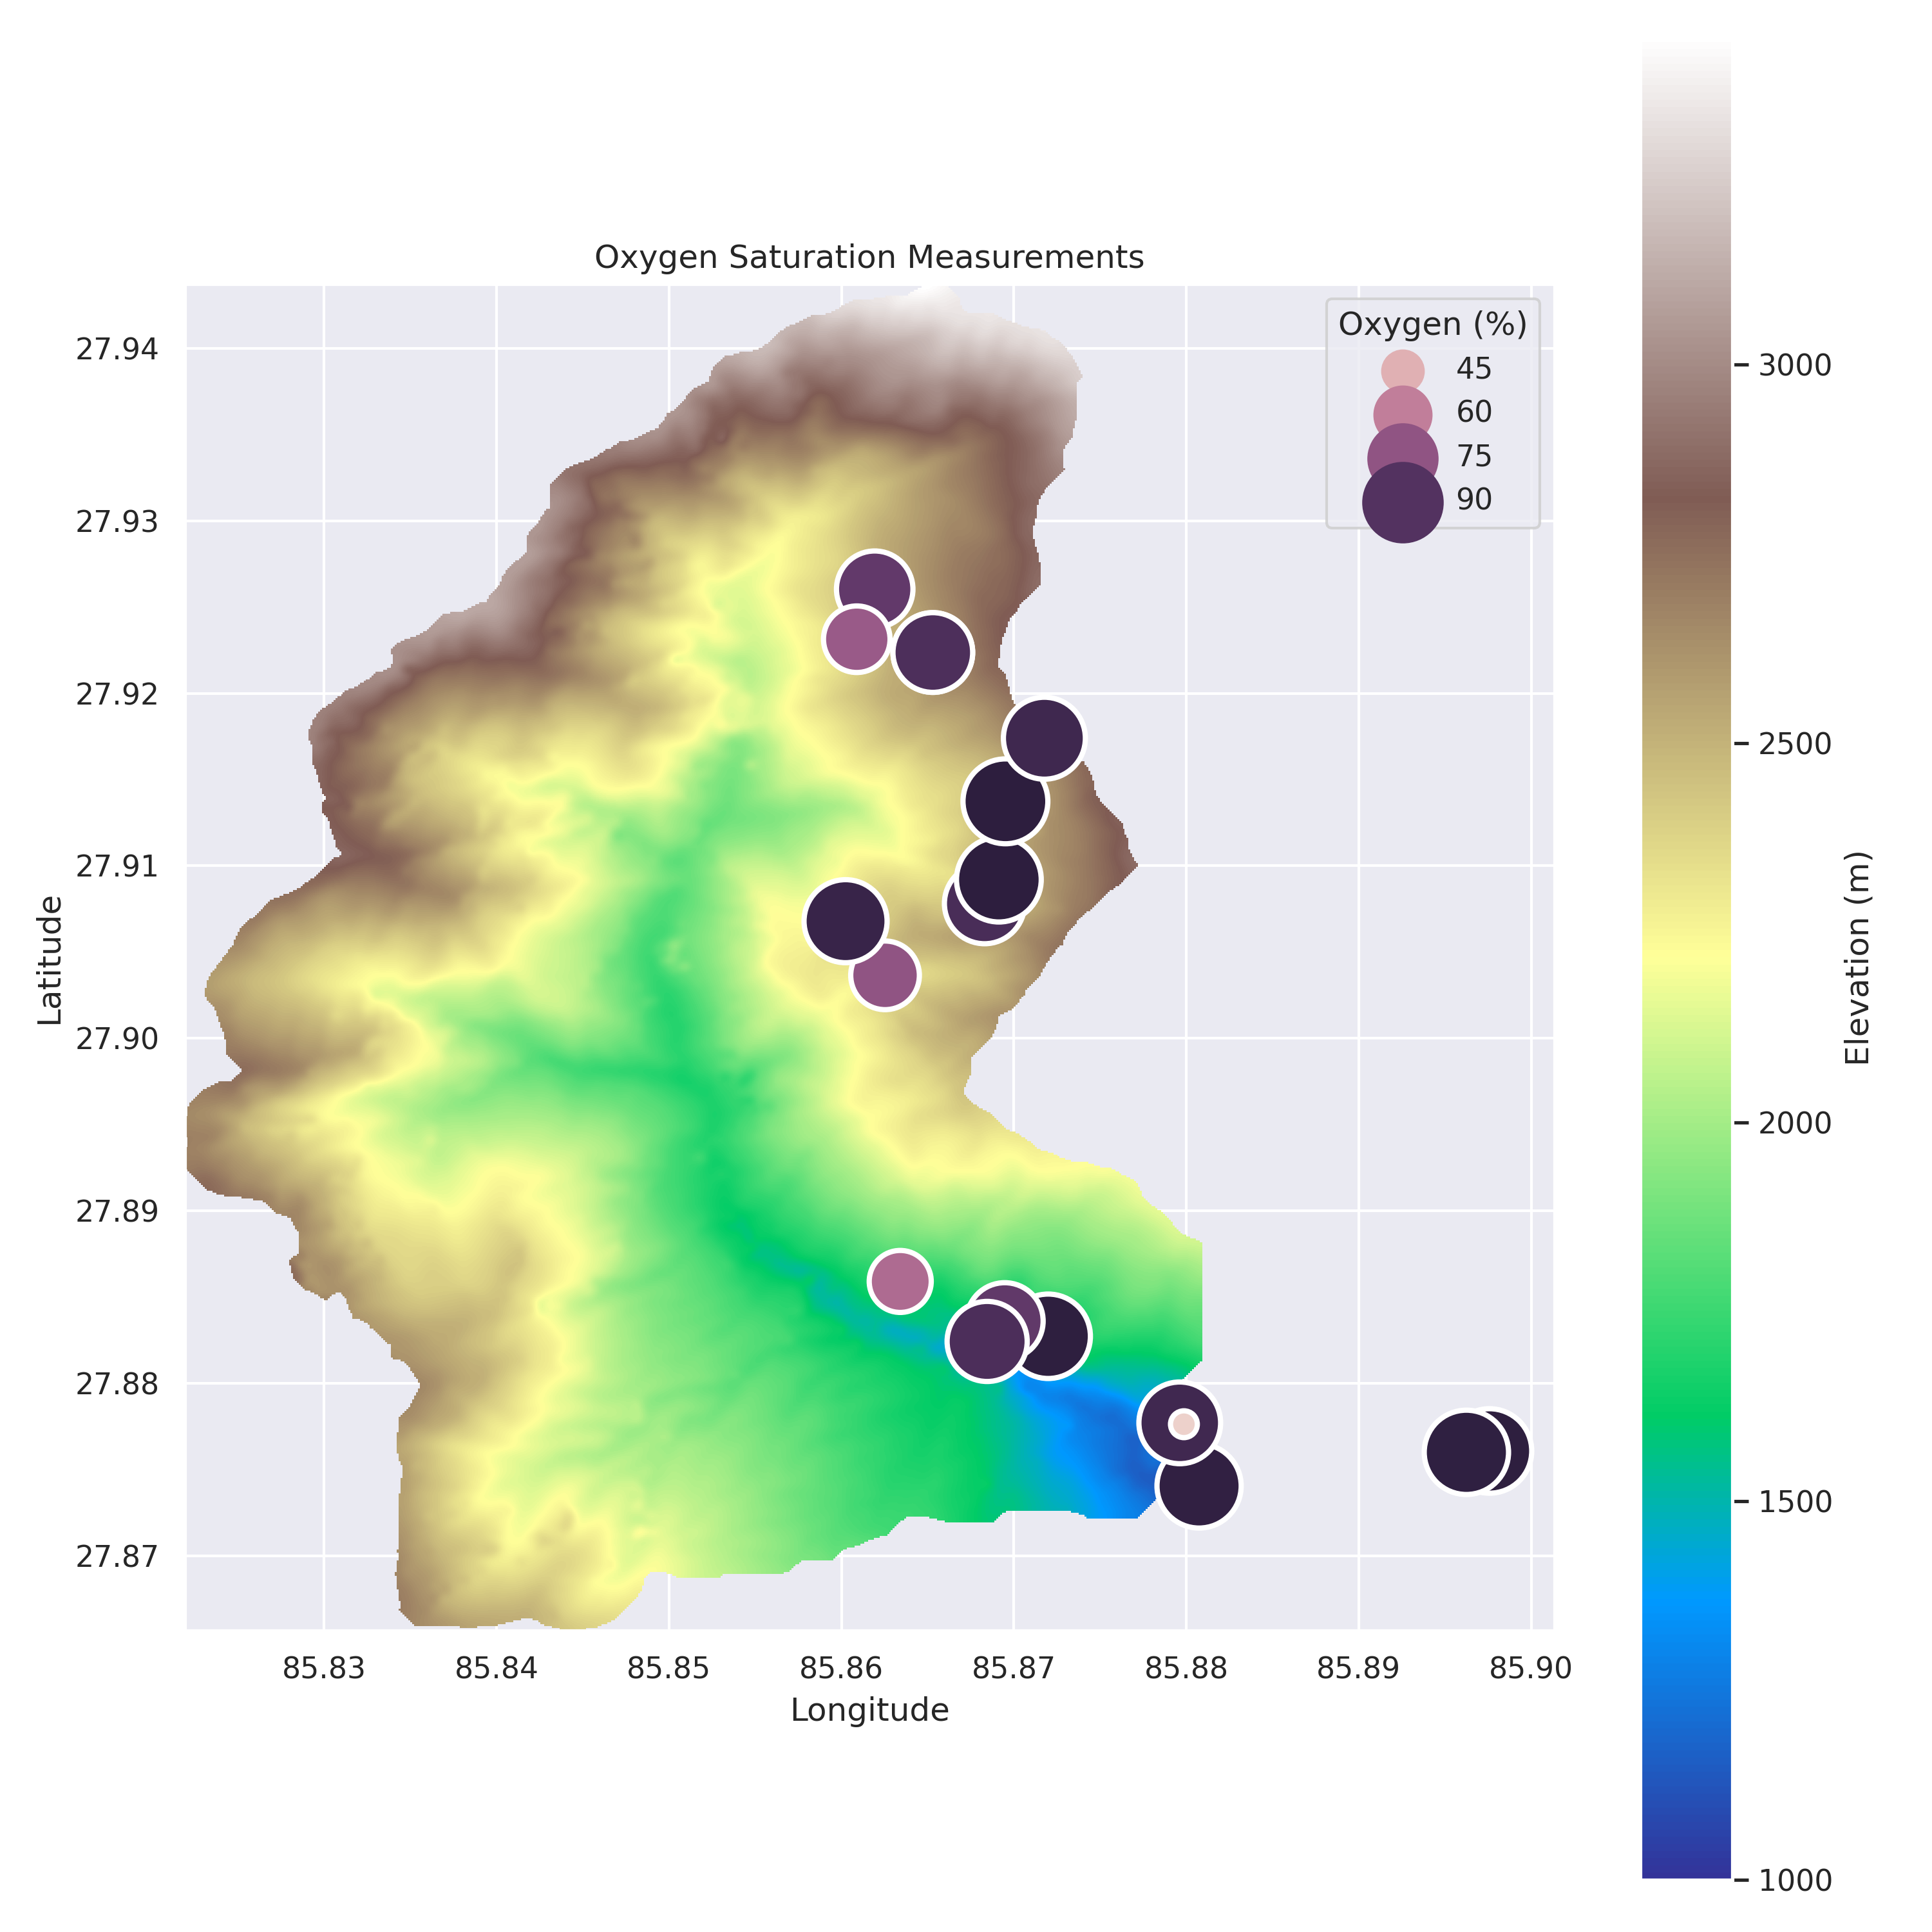 Oxygen Saturation Measurements
Oxygen (%)
45
60
75
90
27.94
27.93
27.92
27.91
27.90
27.89
27.88
27.87
Latitude
85.83 85.84 85.85 85.86 85.87 85.88 85.89 85.90
Longitude
3000
2500
2000
1500
1000
Elevation (m)